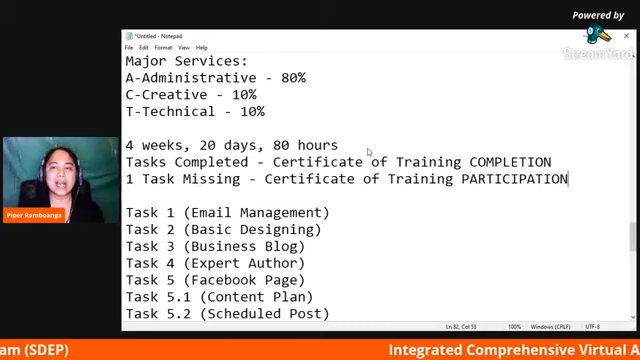 Powered by
StreamYard
*Untitled - Notepad
File Edit Format View Help
Major Services:
A-Administrative - 80%
C-Creative - 10%
T-Technical - 10%
4 weeks, 20 days, 80 hours
Tasks Completed - Certificate of Training COMPLETION
1 Task Missing - Certificate of Training PARTICIPATION
Task 1 (Email Management)
Task 2 (Basic Designing)
Task 3 (Business Blog)
Task 4 (Expert Author)
Task 5 (Facebook Page)
Task 5.1 (Content Plan)
Task 5.2 (Scheduled Post)
Piper Ramboanga
Ln 82, Col 55 100% Windows (CRLF) UTF-8
am (SDEP) Integrated Comprehensive Virtual A